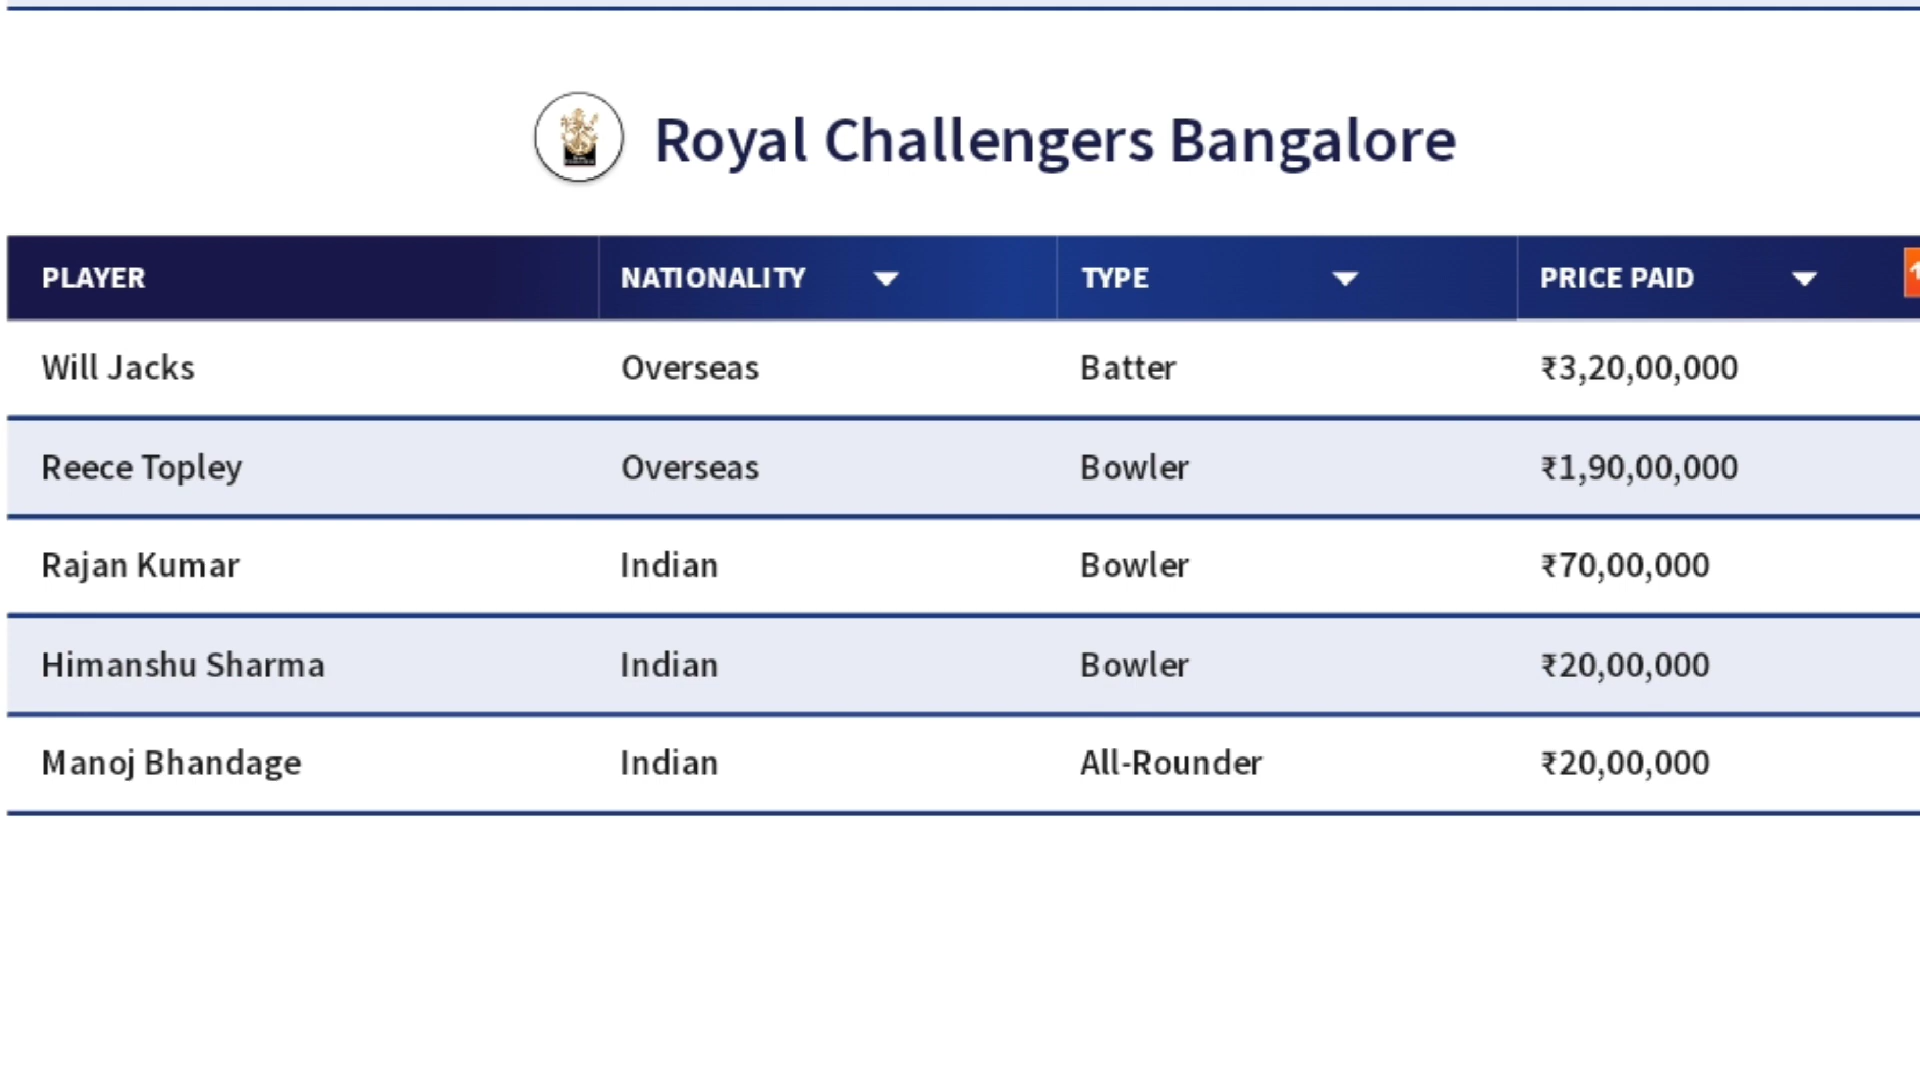 Royal Challengers Bangalore
PLAYER NATIONALITY TYPE PRICE PAID
Will Jacks Overseas Batter ₹3,20,00,000
Reece Topley Overseas Bowler ₹1,90,00,000
Rajan Kumar Indian Bowler ₹70,00,000
Himanshu Sharma Indian Bowler ₹20,00,000
Manoj Bhandage Indian All-Rounder ₹20,00,000